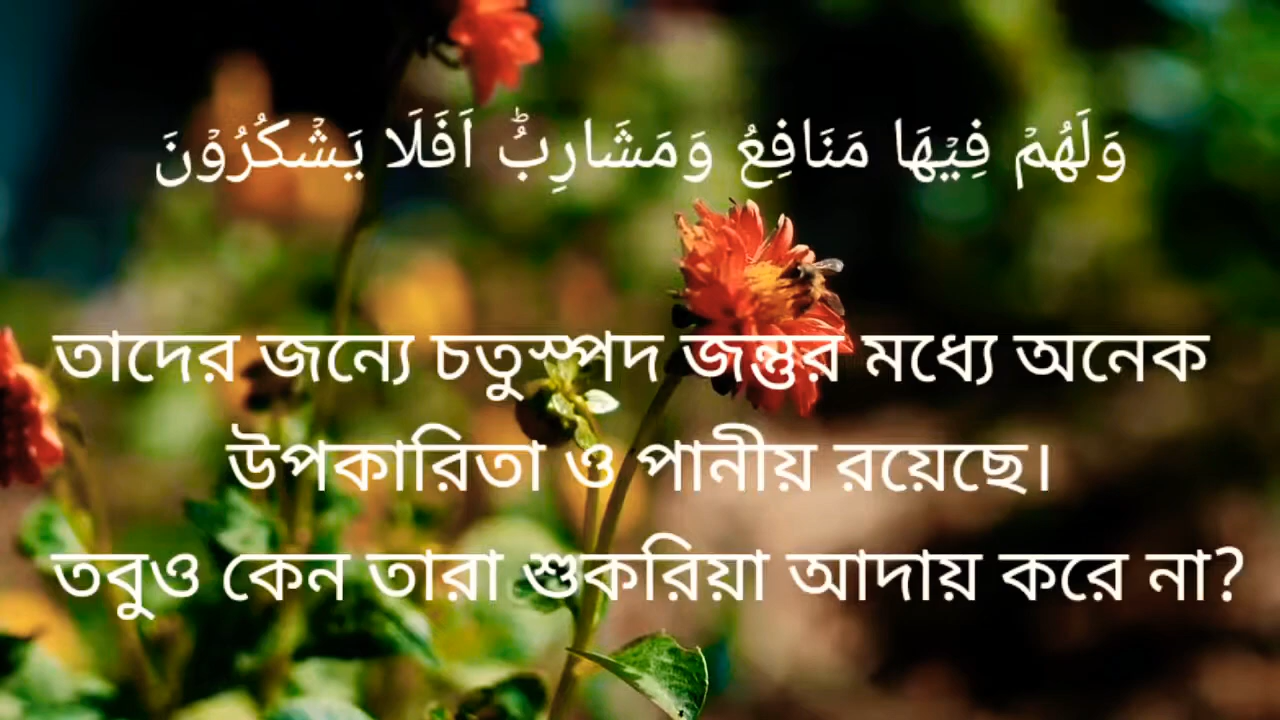 وَلَهُمۡ فِيۡهَا مَنَافِعُ وَمَشَارِبُؕ اَفَلَا يَشۡكُرُوۡنَ
তাদের জন্যে চতুস্পদ জন্তুর মধ্যে অনেক
উপকারিতা ও পানীয় রয়েছে।
তবুও কেন তারা শুকরিয়া আদায় করে না?